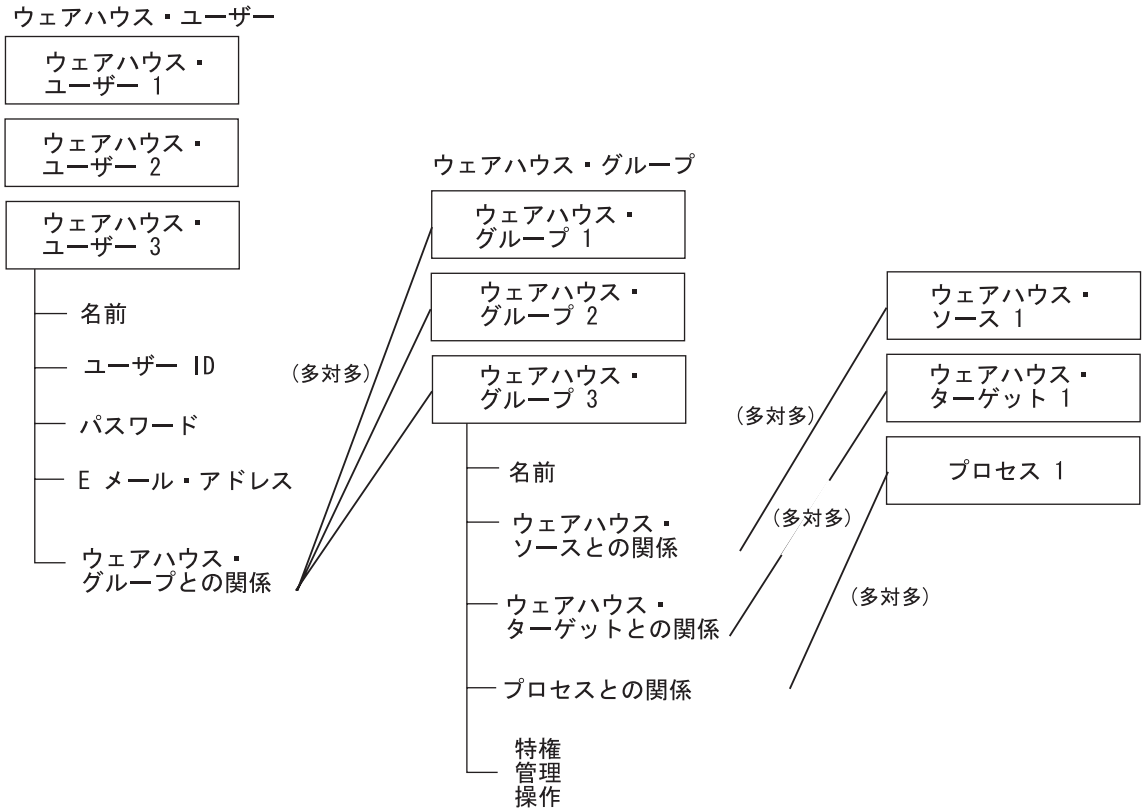 ウェアハウス・ユーザー
ウェアハウス・
ユーザー 1
ウェアハウス・
ユーザー 2
ウェアハウス・
ユーザー 3
名前
ユーザー ID
パスワード
E メール・アドレス
ウェアハウス・
グループとの関係
(多対多)
ウェアハウス・グループ
ウェアハウス・
グループ 1
ウェアハウス・
グループ 2
ウェアハウス・
グループ 3
名前
ウェアハウス・
ソースとの関係
ウェアハウス・
ターゲットとの関係
プロセスとの関係
特権
管理
操作
(多対多)
(多対多)
(多対多)
ウェアハウス・
ソース 1
ウェアハウス・
ターゲット 1
プロセス 1